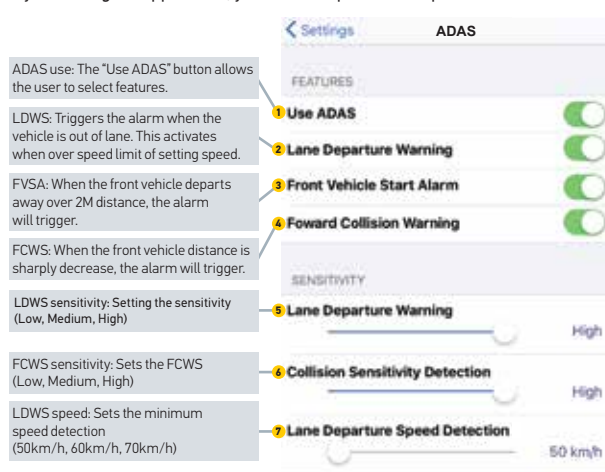 Settings
ADAS
FEATURES
ADAS use: The “Use ADAS” button allows
the user to select features.
1 Use ADAS
LDWS: Triggers the alarm when the
vehicle is out of lane. This activates
when over speed limit of setting speed.
2 Lane Departure Warning
FVSA: When the front vehicle departs
away over 2M distance, the alarm
will trigger.
3 Front Vehicle Start Alarm
FCWS: When the front vehicle distance is
sharply decrease, the alarm will trigger.
4 Foward Collision Warning
SENSITIVITY
LDWS sensitivity: Setting the sensitivity
(Low, Medium, High)
5 Lane Departure Warning
High
FCWS sensitivity: Sets the FCWS
(Low, Medium, High)
6 Collision Sensitivity Detection
High
LDWS speed: Sets the minimum
speed detection
(50km/h, 60km/h, 70km/h)
7 Lane Departure Speed Detection
50 km/h